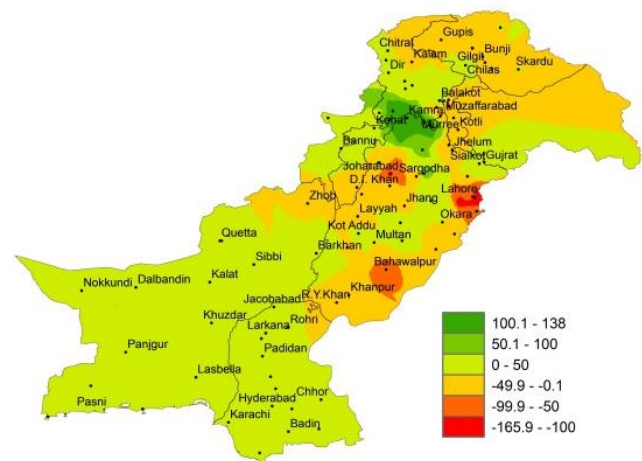 Gupis
Chitral
Kalam
Gilgit
Bunji
Skardu
Dir
Chilas
Balakot
Kamra
Muzaffarabad
Kohat
Murree
Kotli
Bannu
Jhelum
Sialkot
Gujrat
Joharabad
Sargodha
D.I. Khan
Lahore
Zhob
Layyah
Jhang
Okara
Kot Addu
Quetta
Multan
Barkhan
Sibbi
Bahawalpur
Nokkundi
Dalbandin
Kalat
Khanpur
R.Y.Khan
Jacobabad
Khuzdar
Larkana
Rohri
Panjgur
Padidan
Lasbella
Pasni
Hyderabad
Chhor
Karachi
Badin
100.1 - 138
50.1 - 100
0 - 50
-49.9 - -0.1
-99.9 - -50
-165.9 - -100